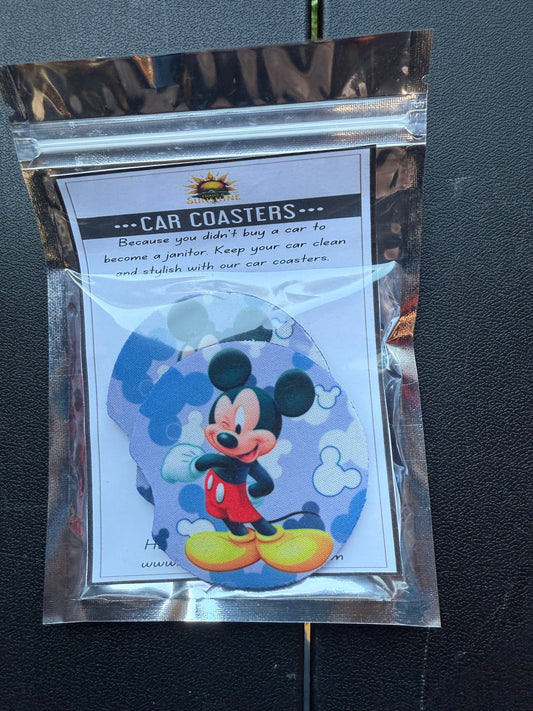 •••CAR COASTERS•••
Because you didn't buy a car to
become a janitor. Keep your car clean
and stylish with our car coasters.
www.